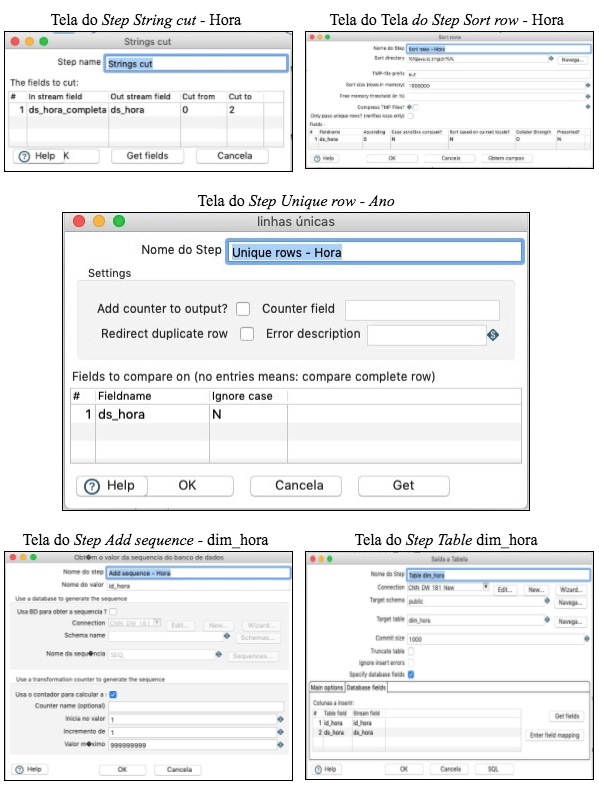 Tela do Step String cut - Hora
Strings cut
Step name Strings cut
The fields to cut:
# In stream field Out stream field Cut from Cut to
1 ds_hora_completa ds_hora 0 2
Help K Get fields Cancela
Tela do Tela do Step Sort row - Hora
Sort rows
Nome do Step Sort rows - Hora
Sort directory %%java.io.tmpdir%% Navega...
TMP-file prefix out
Sort size (rows in memory) 1000000
Free memory threshold (in %)
Compress TMP Files?
Only pass unique rows? (verifies keys only)
Fields :
# Fieldname Ascending Case sensitive compare? Sort based on current locale? Collator Strength Presorted?
1 ds_hora S N N 0 N
Help OK Cancela Obtem campos
Tela do Step Unique row - Ano
linhas únicas
Nome do Step Unique rows - Hora
Settings
Add counter to output? Counter field
Redirect duplicate row Error description
Fields to compare on (no entries means: compare complete row)
# Fieldname Ignore case
1 ds_hora N
Help OK Cancela Get
Tela do Step Add sequence - dim_hora
Obt�m o valor da sequencia do banco de dados
Nome do step Add sequence - Hora
Nome do valor id_hora
Use a database to generate the sequence
Usa BD para obter a sequencia ?
Connection CNN_DW_181 Edit... New... Wizard...
Schema name Schemas...
Nome da sequ�ncia SEQ_ Sequences...
Use a transformation counter to generate the sequence
Usa o contador para calcular a :
Counter name (optional)
Inicia no valor 1
Incremento de 1
Valor m�ximo 999999999
Help OK Cancela
Tela do Step Table dim_hora
Saída a Tabela
Nome do Step Table dim_hora
Connection CNN_DW_181_New Edit... New... Wizard...
Target schema public Navega...
Target table dim_hora Navega...
Commit size 1000
Truncate table
Ignore insert errors
Specify database fields
Main options Database fields
Colunas a inserir:
# Table field Stream field
1 id_hora id_hora
2 ds_hora ds_hora
Get fields
Enter field mapping
Help OK Cancela SQL